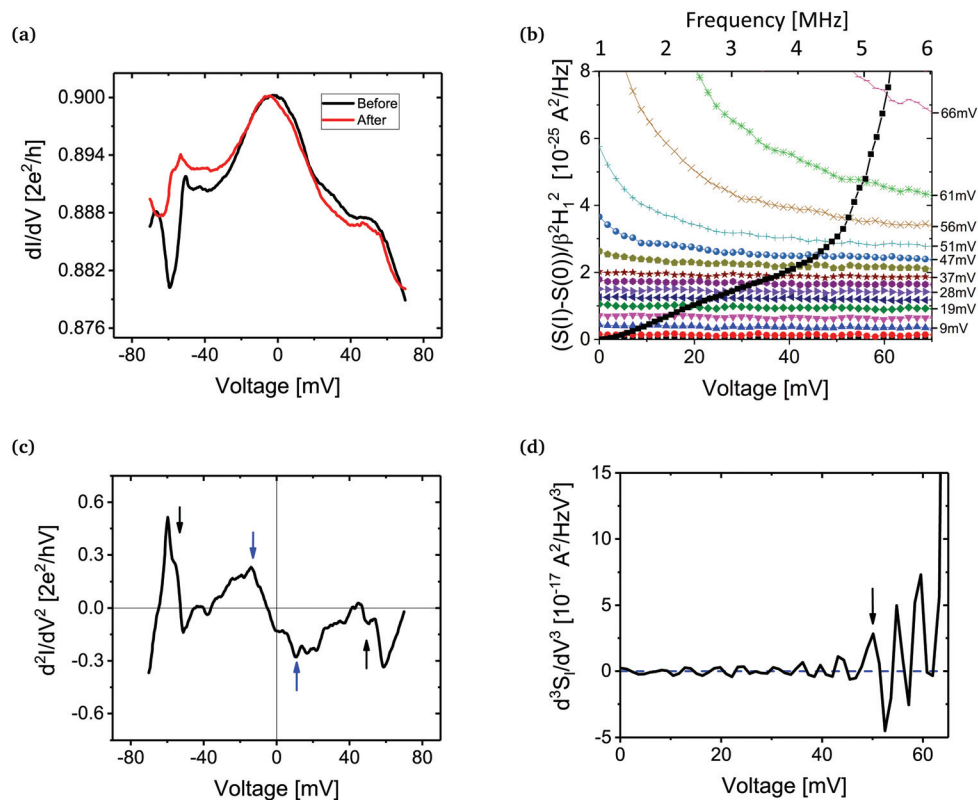 (a)
dI/dV [2e²/h]
0.900
0.894
0.888
0.882
0.876
-80 -40 0 40 80
Voltage [mV]
Before
After
(b)
Frequency [MHz]
1 2 3 4 5 6
(S(I)-S(0))/β²H₁² [10⁻²⁵ A²/Hz]
8
6
4
2
0
0 20 40 60
Voltage [mV]
66mV
61mV
56mV
51mV
47mV
37mV
28mV
19mV
9mV
(c)
d²I/dV² [2e²/hV]
0.6
0.3
0.0
-0.3
-0.6
-80 -40 0 40 80
Voltage [mV]
(d)
d³S_I/dV³ [10⁻¹⁷ A²/HzV³]
15
10
5
0
-5
0 20 40 60
Voltage [mV]